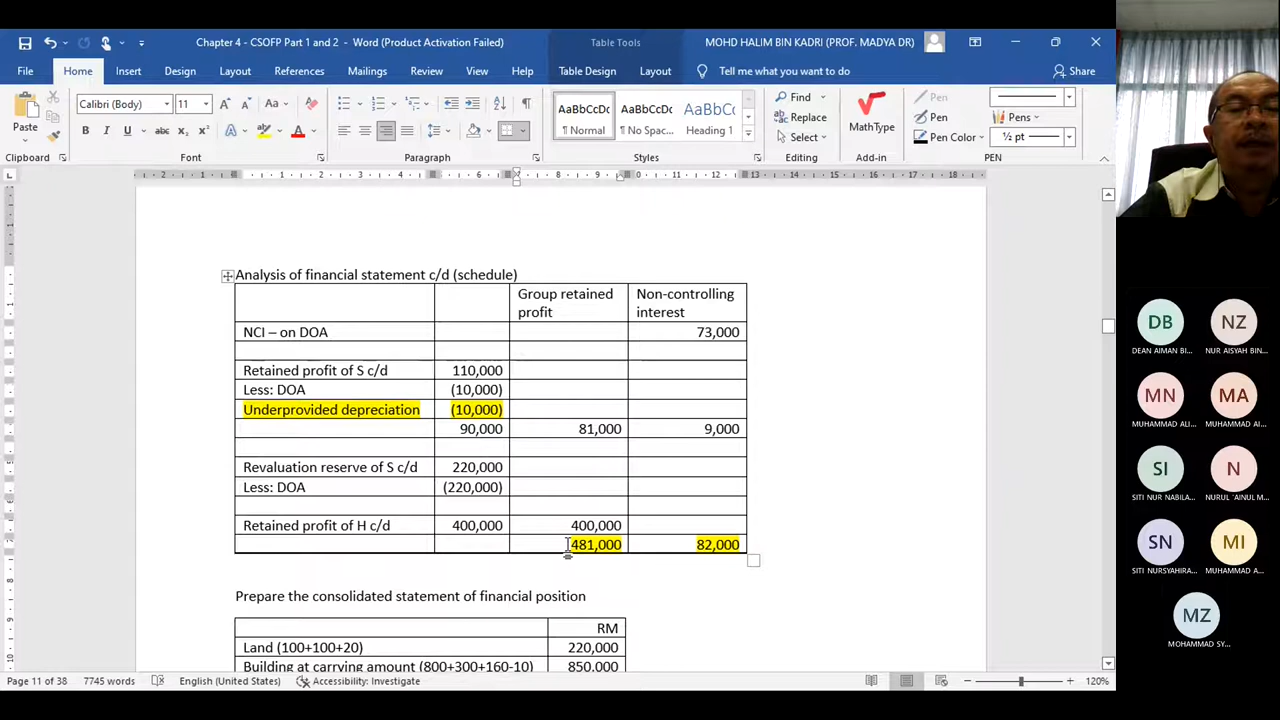 Chapter 4 - CSOFP Part 1 and 2 - Word (Product Activation Failed)
Table Tools
MOHD HALIM BIN KADRI (PROF. MADYA DR)
File Home Insert Design Layout References Mailings Review View Help Table Design Layout Tell me what you want to do Share
Calibri (Body) 11
Paste
B I U abc x₂ x²
AaBbCcDc AaBbCcDc AaBbCc
¶ Normal ¶ No Spac... Heading 1
Find
Replace
Select
MathType
Pen
Pen
Pen Color
Pens
½ pt
Clipboard Font Paragraph Styles Editing Add-in PEN
Analysis of financial statement c/d (schedule)
Group retained profit Non-controlling interest
NCI – on DOA 73,000
Retained profit of S c/d 110,000
Less: DOA (10,000)
Underprovided depreciation (10,000)
90,000 81,000 9,000
Revaluation reserve of S c/d 220,000
Less: DOA (220,000)
Retained profit of H c/d 400,000 400,000
481,000 82,000
Prepare the consolidated statement of financial position
RM
Land (100+100+20) 220,000
Building at carrying amount (800+300+160-10) 850,000
Page 11 of 38 7745 words English (United States) Accessibility: Investigate 120%
DB NZ
DEAN AIMAN BI... NUR AISYAH BIN...
MN MA
MUHAMMAD ALI... MUHAMMAD AI...
SI N
SITI NUR NABILA... NURUL 'AINUL M...
SN MI
SITI NURSYAHIRA... MUHAMMAD A...
MZ
MOHAMMAD SY...